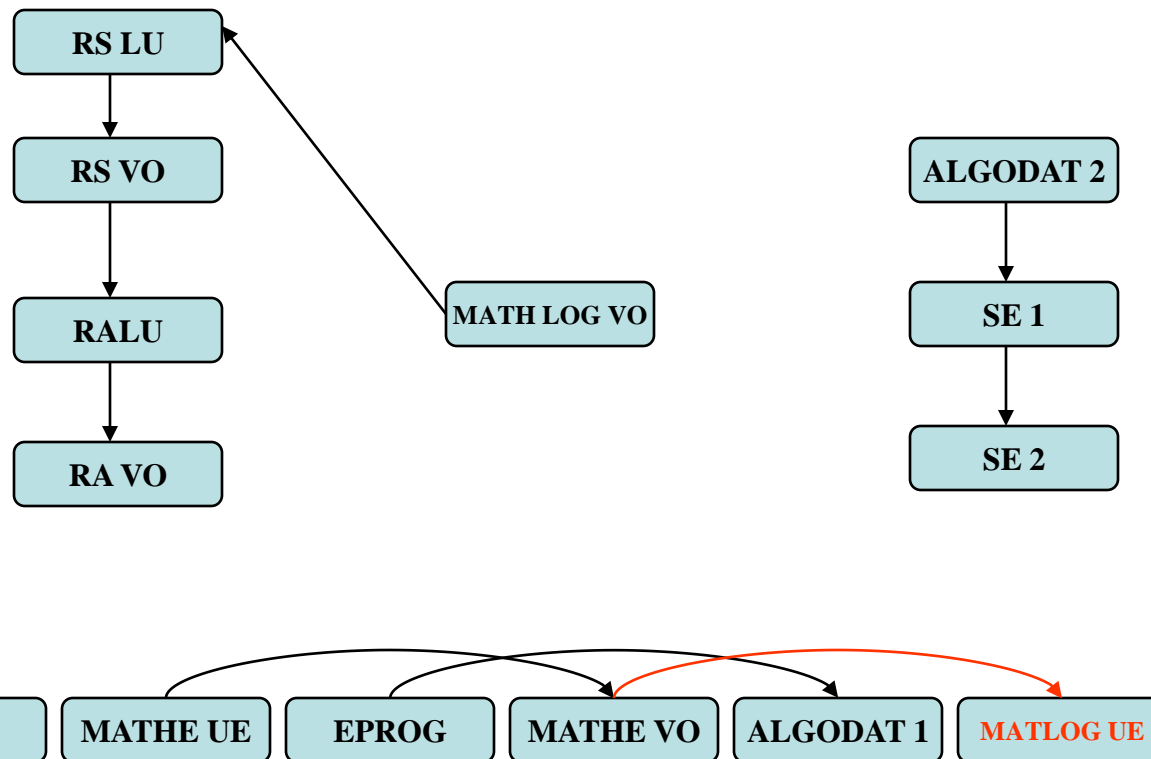 RS LU
RS VO
ALGODAT 2
RALU
MATH LOG VO
SE 1
RA VO
SE 2
MATHE UE
EPROG
MATHE VO
ALGODAT 1
MATLOG UE